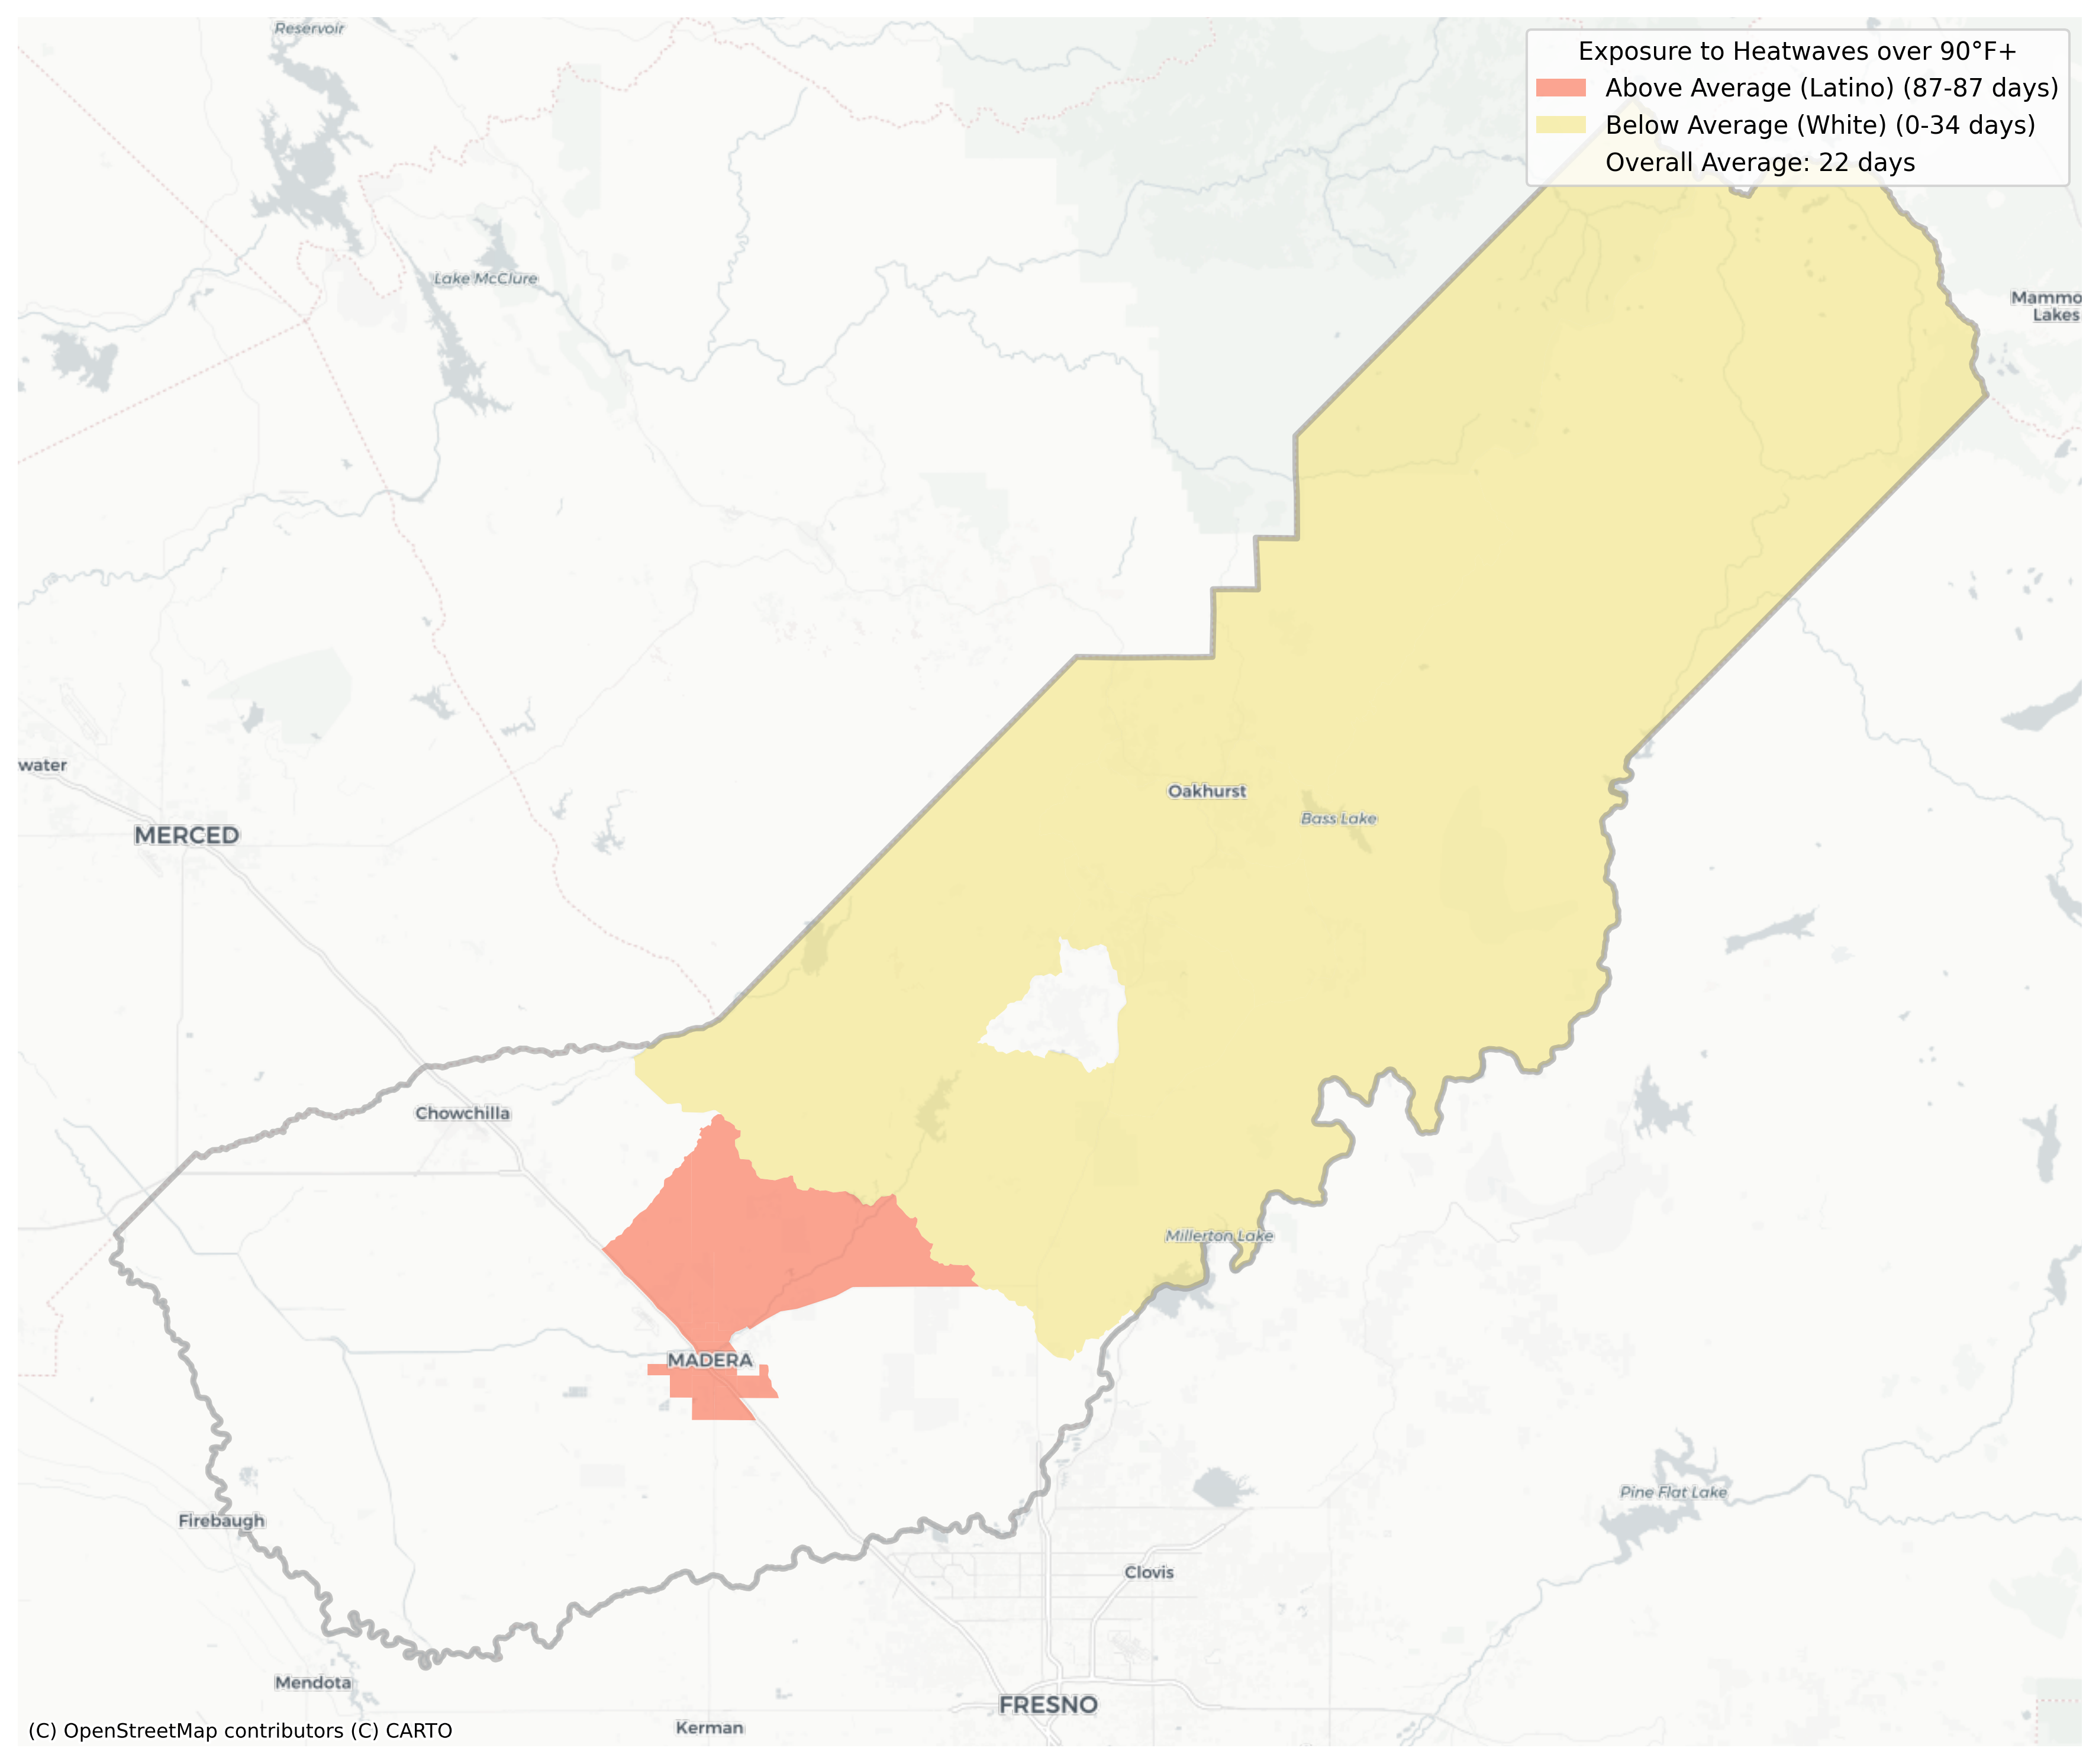 Reservoir
Exposure to Heatwaves over 90°F+
Above Average (Latino) (87-87 days)
Below Average (White) (0-34 days)
Overall Average: 22 days
Lake McClure
Mammo
Lakes
water
Oakhurst
Bass Lake
MERCED
Chowchilla
Millerton Lake
MADERA
Pine Flat Lake
Firebaugh
Clovis
Mendota
FRESNO
Kerman
(C) OpenStreetMap contributors (C) CARTO